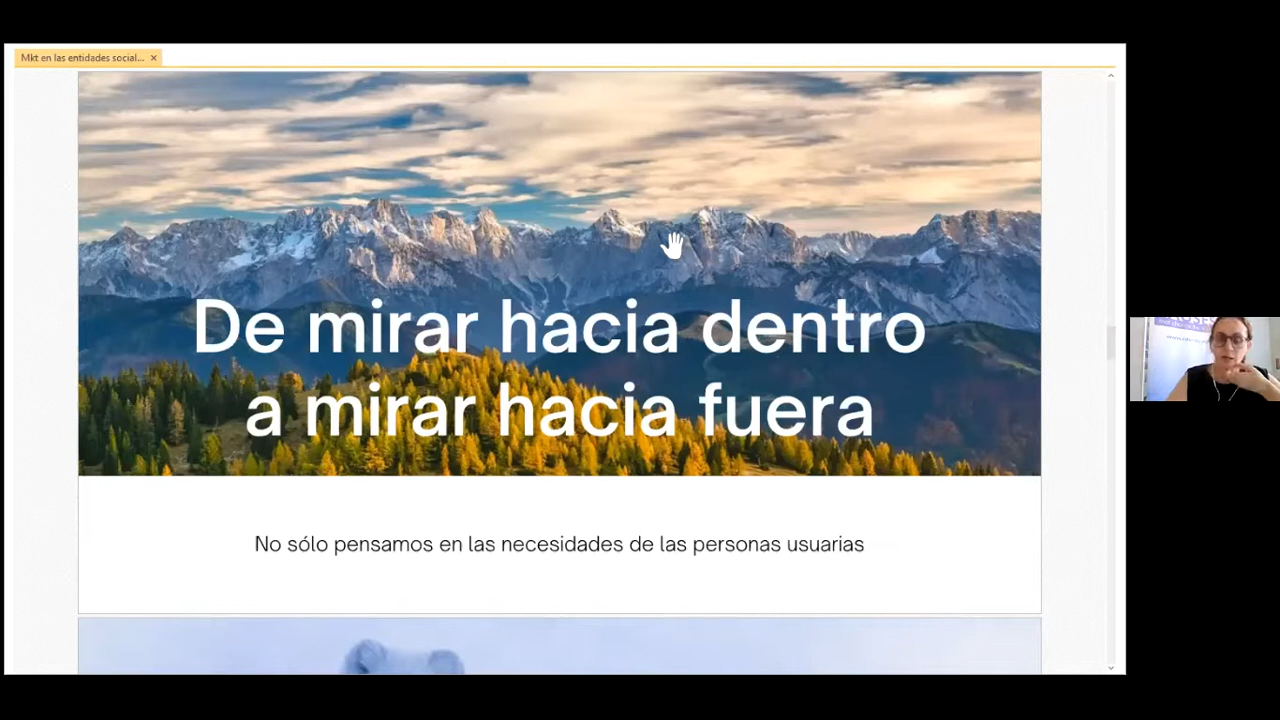 Mkt en las entidades social...
De mirar hacia dentro
a mirar hacia fuera
No sólo pensamos en las necesidades de las personas usuarias